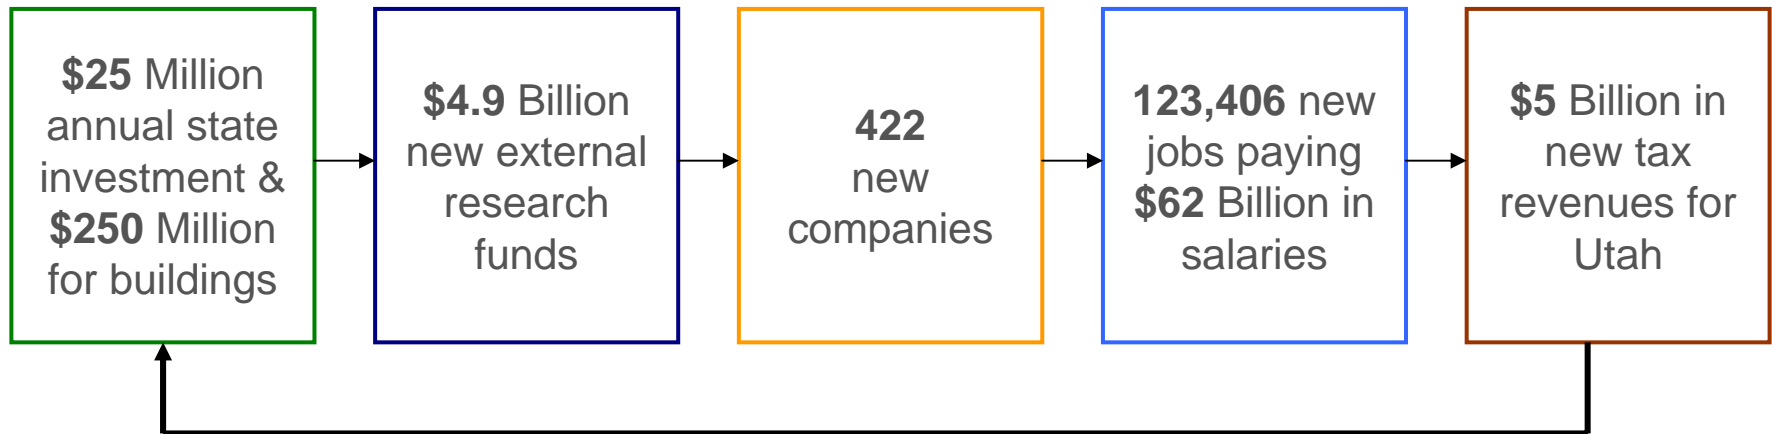 $25 Million
annual state
investment &
$250 Million
for buildings
$4.9 Billion
new external
research
funds
422
new
companies
123,406 new
jobs paying
$62 Billion in
salaries
$5 Billion in
new tax
revenues for
Utah